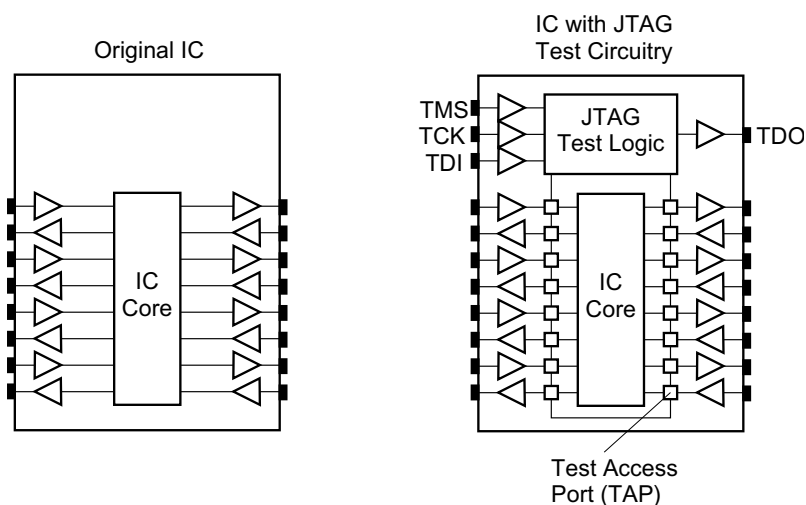 Original IC
IC
Core
IC with JTAG
Test Circuitry
TMS
TCK
TDI
JTAG
Test Logic
TDO
IC
Core
Test Access
Port (TAP)